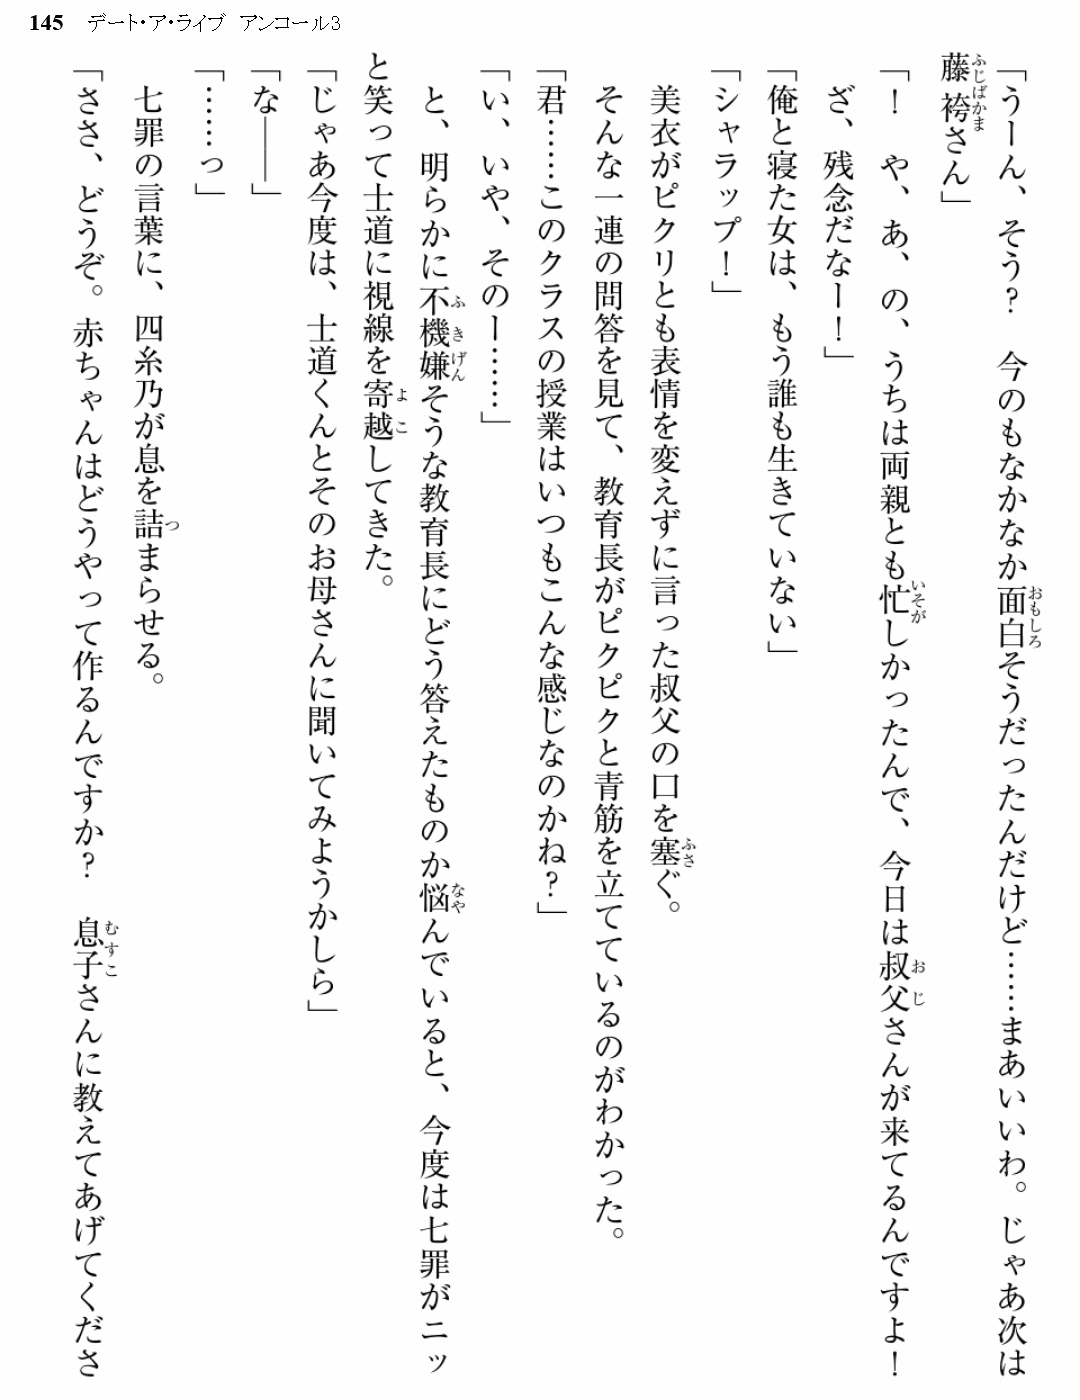 145 デート・ア・ライブ アンコール3
「うーん、そう？　今のもなかなか面白そうだったんだけど……まあいいわ。じゃあ次は
藤袴さん」
「！　や、あ、の、うちは両親とも忙しかったんで、今日は叔父さんが来てるんですよ！
ざ、残念だなー！」
「俺と寝た女は、もう誰も生きていない」
「シャラップ！」
美衣がピクリとも表情を変えずに言った叔父の口を塞ぐ。
そんな一連の問答を見て、教育長がピクピクと青筋を立てているのがわかった。
「君……このクラスの授業はいつもこんな感じなのかね？」
「い、いや、そのー……」
と、明らかに不機嫌そうな教育長にどう答えたものか悩んでいると、今度は七罪がニッ
と笑って士道に視線を寄越してきた。
「じゃあ今度は、士道くんとそのお母さんに聞いてみようかしら」
「な――」
「……っ」
七罪の言葉に、四糸乃が息を詰まらせる。
「ささ、どうぞ。赤ちゃんはどうやって作るんですか？　息子さんに教えてあげてくださ